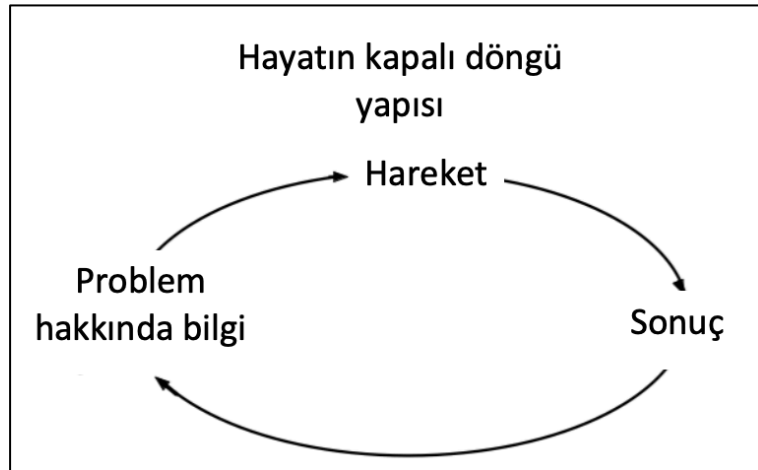 Hayatın kapalı döngü
yapısı
Hareket
Problem
hakkında bilgi
Sonuç